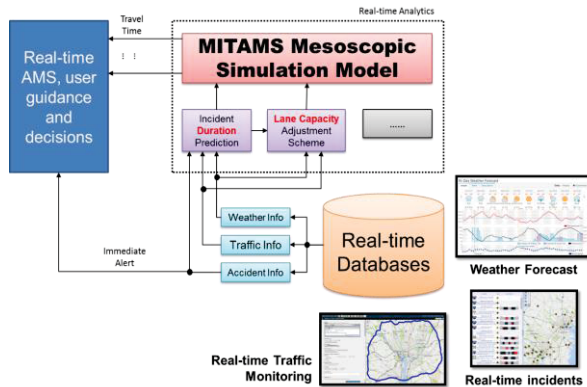 Real-time Analytics
Travel
Time
Real-time
AMS, user
guidance
and
decisions
MITAMS Mesoscopic
Simulation Model
Incident
Duration
Prediction
Lane Capacity
Adjustment
Scheme
......
Weather Info
Traffic Info
Accident Info
Immediate
Alert
Real-time
Databases
Weather Forecast
Real-time Traffic
Monitoring
Real-time incidents